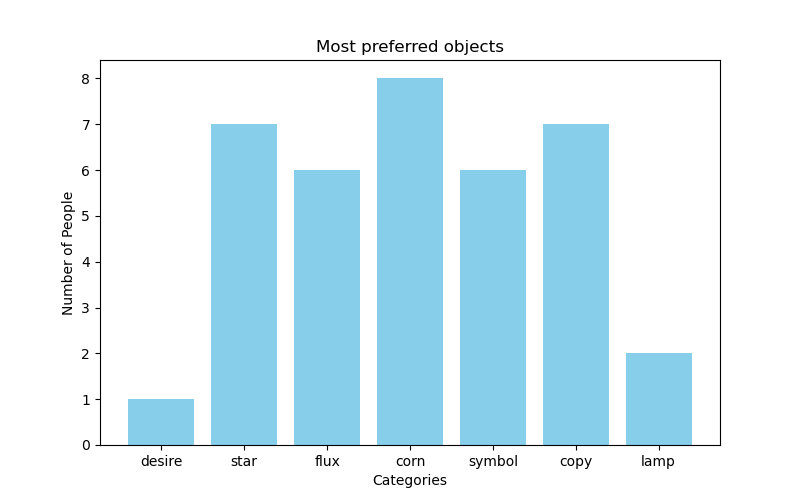 Most preferred objects
Number of People
8
7
6
5
4
3
2
1
0
desire star flux corn symbol copy lamp
Categories